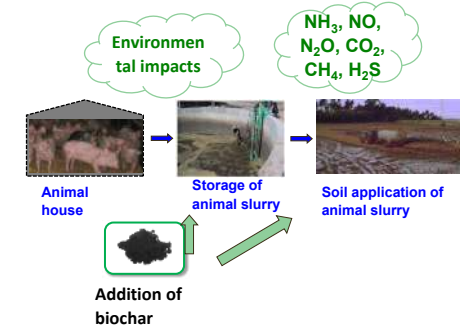 Environmen
tal impacts
NH₃, NO,
N₂O, CO₂,
CH₄, H₂S
Animal
house
Storage of
animal slurry
Soil application of
animal slurry
Addition of
biochar